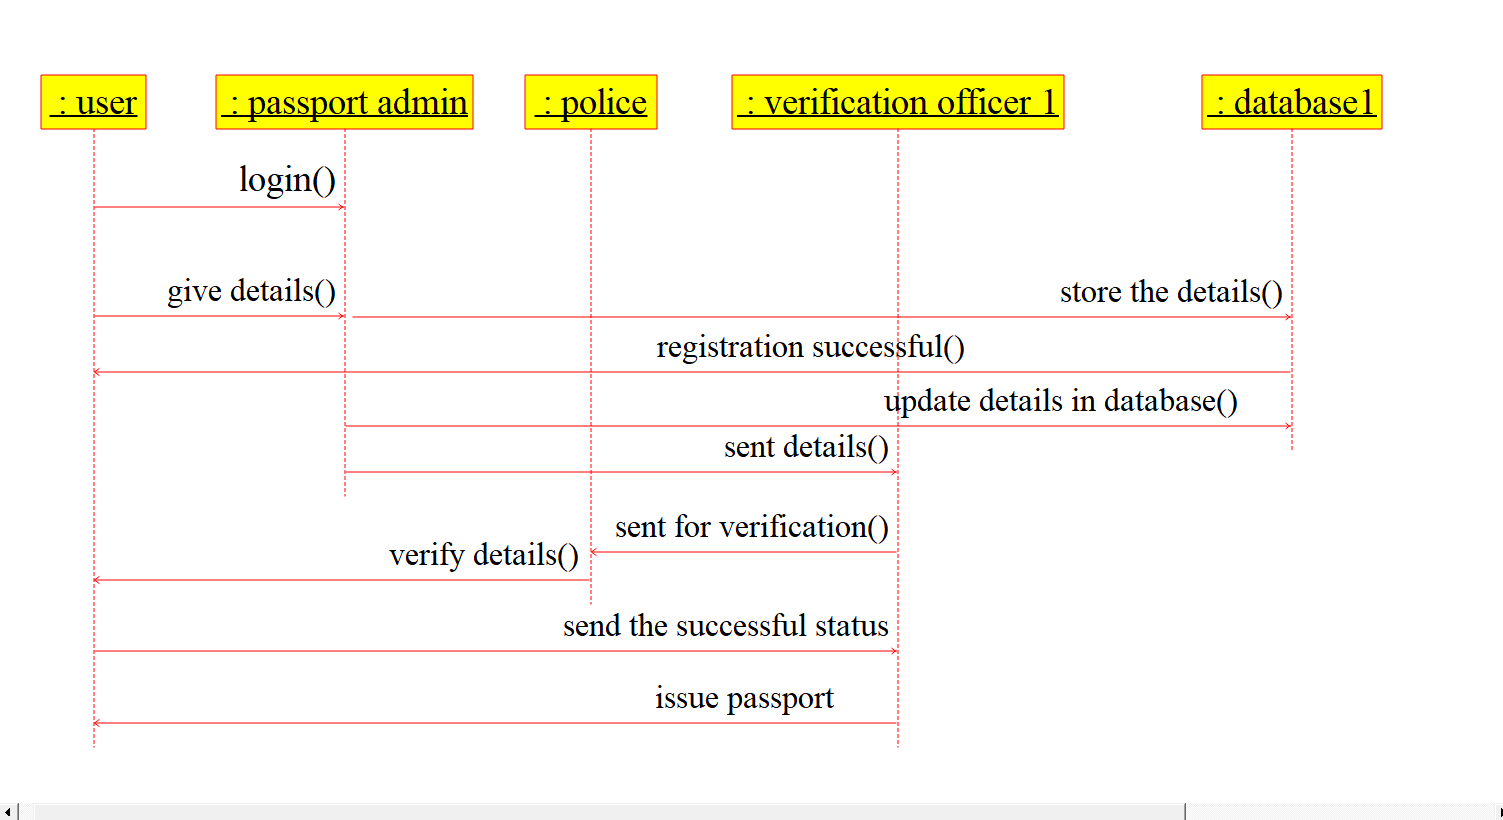 : user
: passport admin
: police
: verification officer 1
: database1
login()
give details()
store the details()
registration successful()
update details in database()
sent details()
sent for verification()
verify details()
send the successful status
issue passport